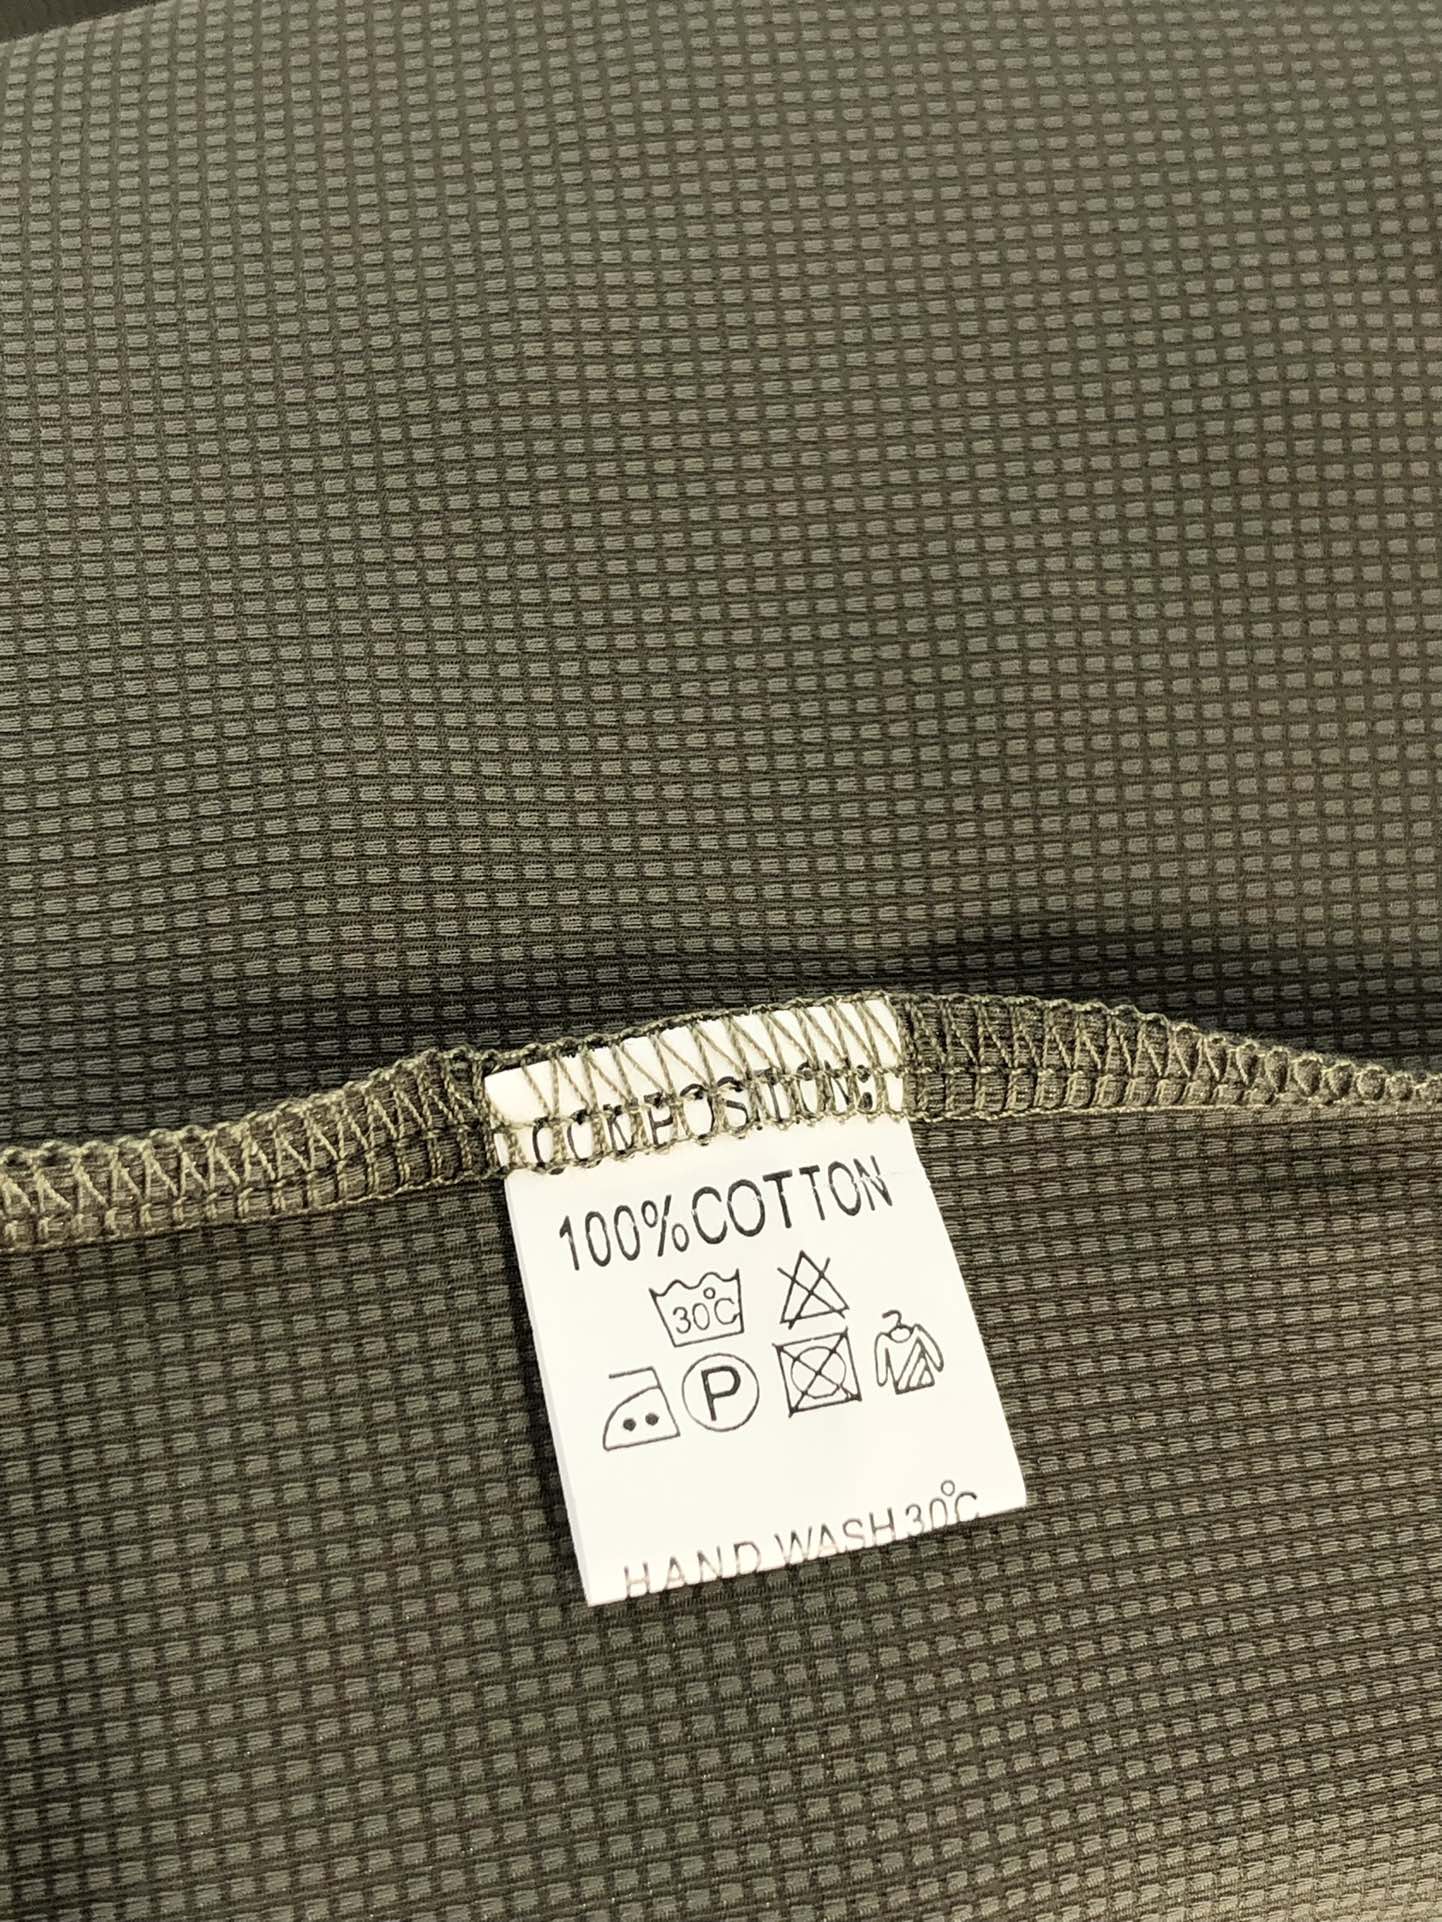 COMPOSITION:
100%COTTON
30°C
P
HAND WASH 30°C